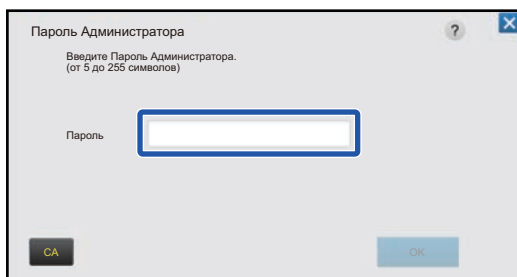 Пароль Администратора
?
Введите Пароль Администратора.
(от 5 до 255 символов)
Пароль
CA
OK